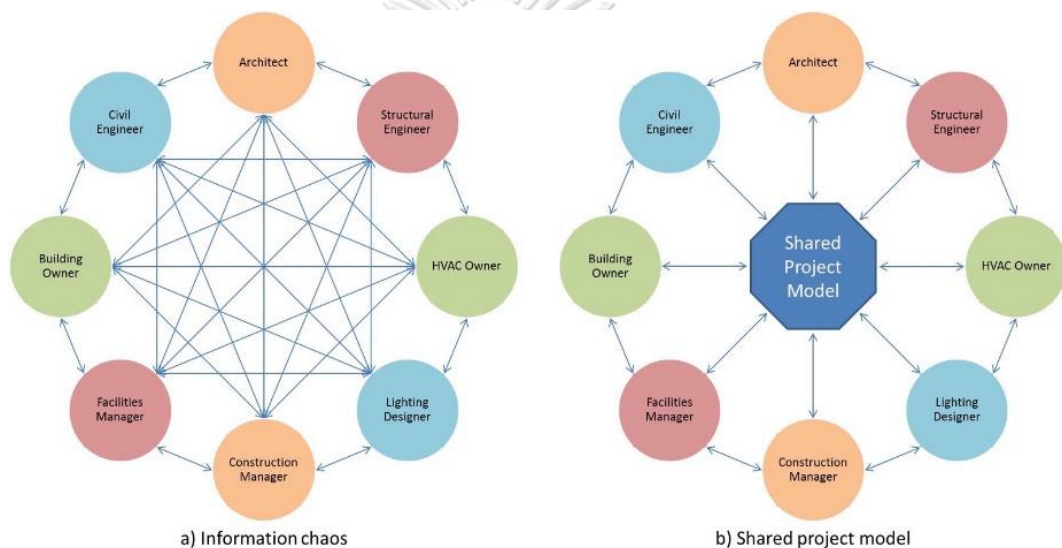 Architect
Civil
Engineer
Structural
Engineer
Building
Owner
HVAC Owner
Facilities
Manager
Lighting
Designer
Construction
Manager
a) Information chaos
Architect
Civil
Engineer
Structural
Engineer
Building
Owner
Shared
Project
Model
HVAC Owner
Facilities
Manager
Lighting
Designer
Construction
Manager
b) Shared project model